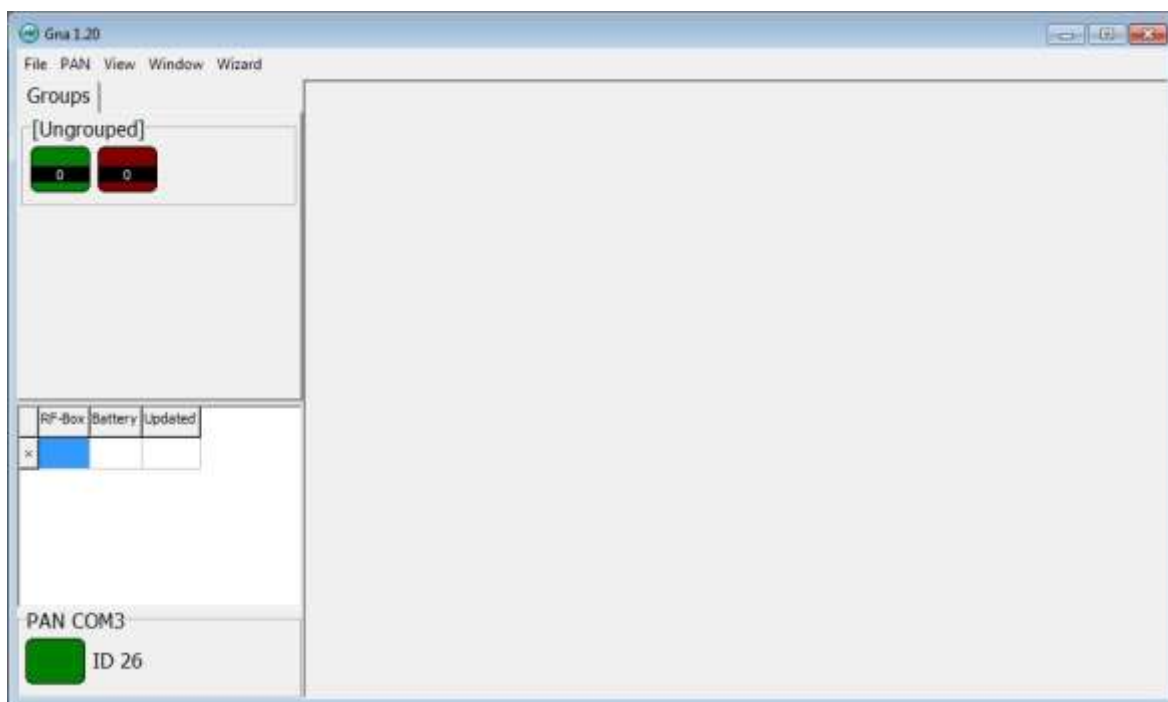 Gna 1.20
File PAN View Window Wizard
Groups
[Ungrouped]
0 0
RF-Box Battery Updated
PAN COM3
ID 26